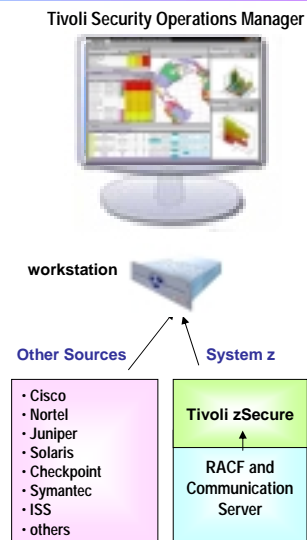 Tivoli Security Operations Manager
workstation
Other Sources
System z
• Cisco
• Nortel
• Juniper
• Solaris
• Checkpoint
• Symantec
• ISS
• others
Tivoli zSecure
RACF and
Communication
Server